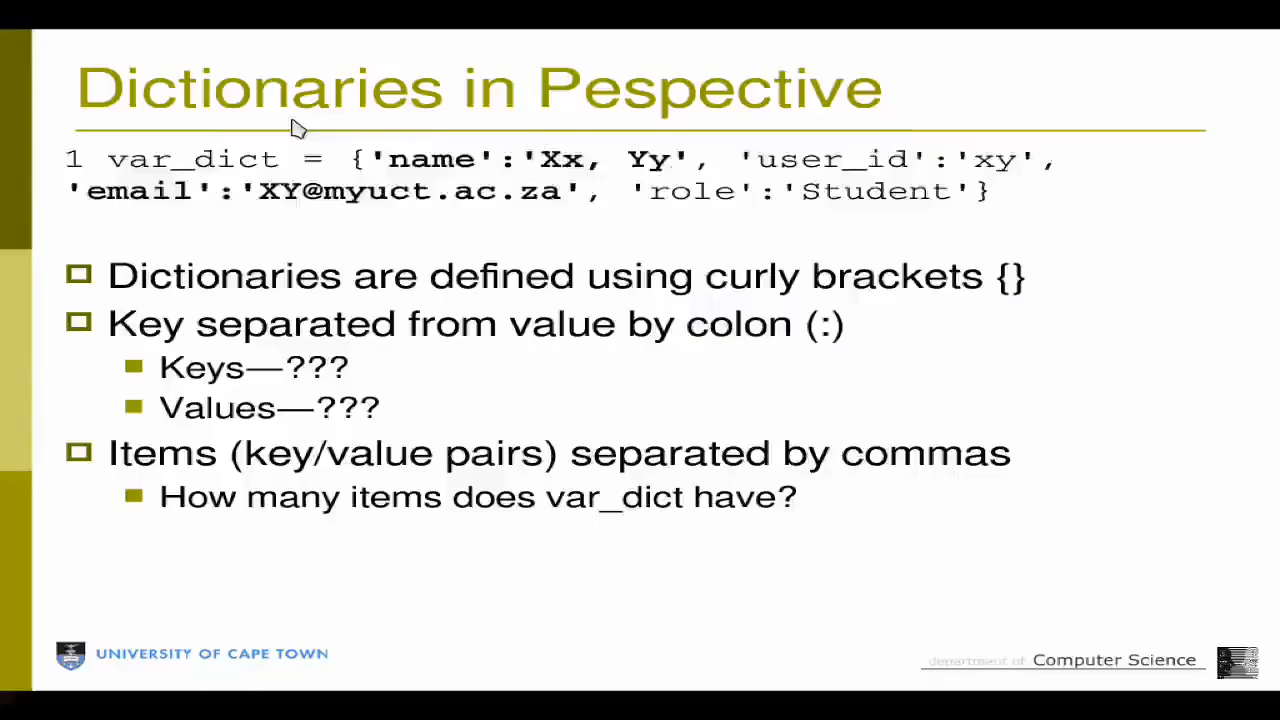 Dictionaries in Pespective
1 var_dict = {'name':'Xx, Yy', 'user_id':'xy',
'email':'XY@myuct.ac.za', 'role':'Student'}
Dictionaries are defined using curly brackets {}
Key separated from value by colon (:)
Keys—???
Values—???
Items (key/value pairs) separated by commas
How many items does var_dict have?
UNIVERSITY OF CAPE TOWN
department of Computer Science